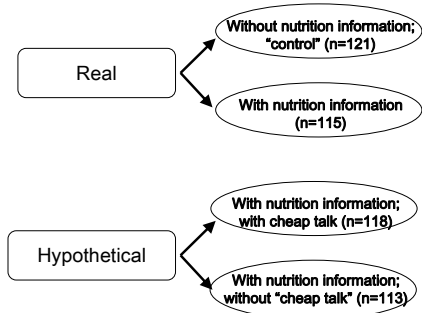 Real
Without nutrition information;
“control” (n=121)
With nutrition information
(n=115)
Hypothetical
With nutrition information;
with cheap talk (n=118)
With nutrition information;
without “cheap talk” (n=113)